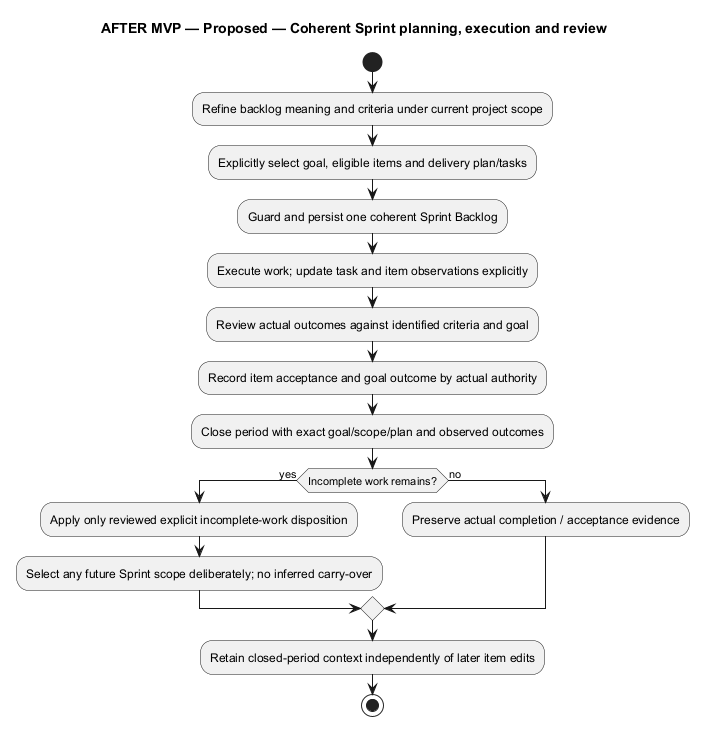 AFTER MVP — Proposed — Coherent Sprint planning, execution and review
Refine backlog meaning and criteria under current project scope
Explicitly select goal, eligible items and delivery plan/tasks
Guard and persist one coherent Sprint Backlog
Execute work; update task and item observations explicitly
Review actual outcomes against identified criteria and goal
Record item acceptance and goal outcome by actual authority
Close period with exact goal/scope/plan and observed outcomes
yes
Incomplete work remains?
no
Apply only reviewed explicit incomplete-work disposition
Preserve actual completion / acceptance evidence
Select any future Sprint scope deliberately; no inferred carry-over
Retain closed-period context independently of later item edits